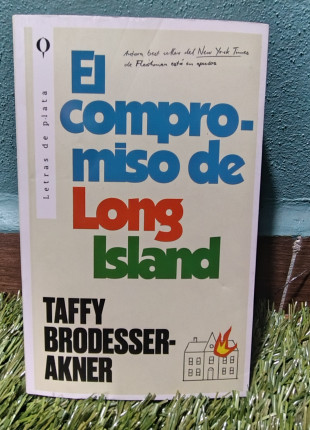 Autora best seller del New York Times
de Fleishman está en apuros
El
compro-
miso de
Long
Island
Letras de plata
TAFFY
BRODESSER-
AKNER